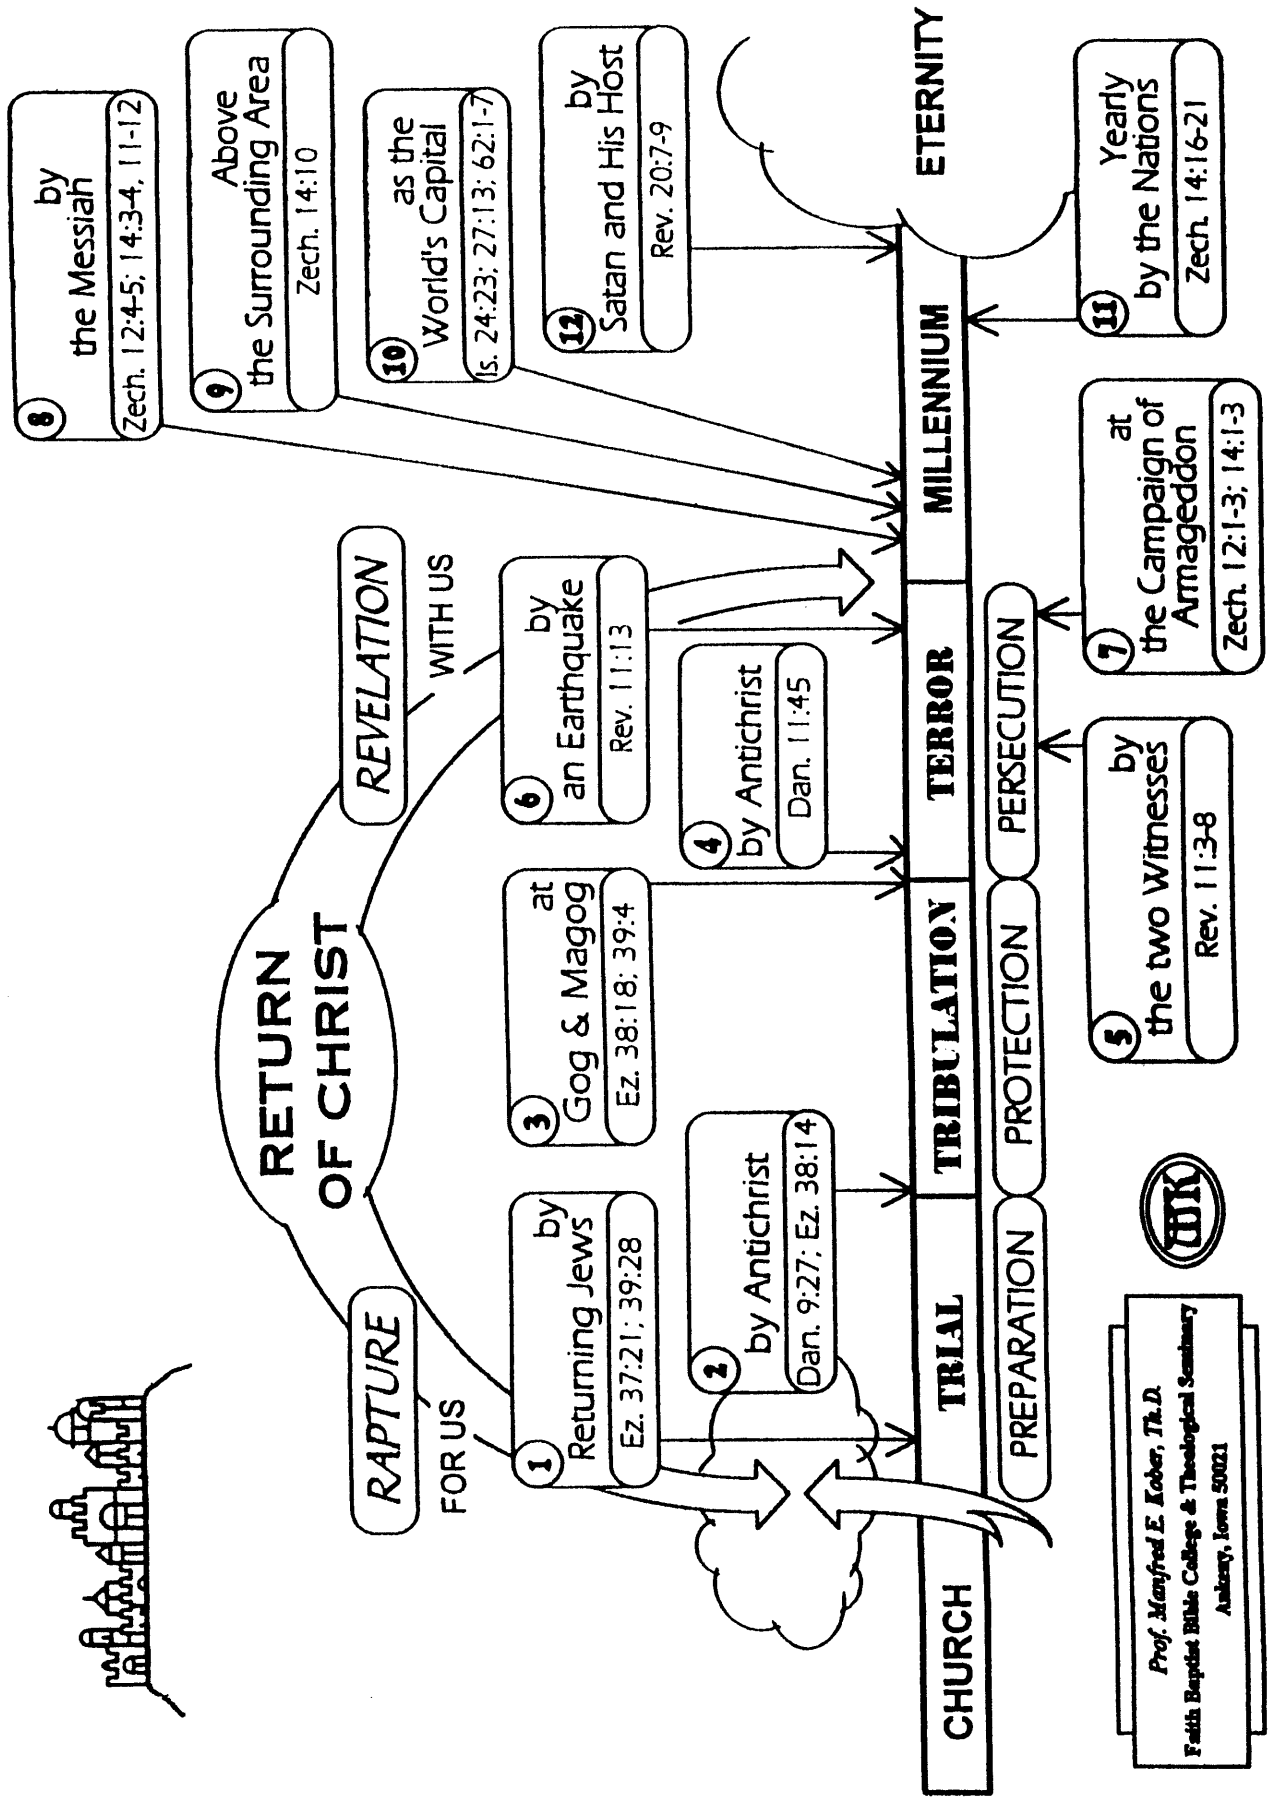 RETURN
OF CHRIST
RAPTURE
FOR US
REVELATION
WITH US
1
by
Returning Jews
Ez. 37:21; 39:28
2
by Antichrist
Dan. 9:27; Ez. 38:14
3
at
Gog & Magog
Ez. 38:18; 39:4
4
by Antichrist
Dan. 11:45
6
by
an Earthquake
Rev. 11:13
8
by
the Messiah
Zech. 12:4-5; 14:3-4, 11-12
9
Above
the Surrounding Area
Zech. 14:10
10
as the
World's Capital
Is. 24:23; 27:13; 62:1-7
12
by
Satan and His Host
Rev. 20:7-9
CHURCH
TRIAL
TRIBULATION
TERROR
MILLENNIUM
ETERNITY
PREPARATION
PROTECTION
PERSECUTION
5
by
the two Witnesses
Rev. 11:3-8
7
at
the Campaign of
Armageddon
Zech. 12:1-3; 14:1-3
11
Yearly
by the Nations
Zech. 14:16-21
Prof. Manfred E. Kober, Th.D.
Faith Baptist Bible College & Theological Seminary
Ankeny, Iowa 50021